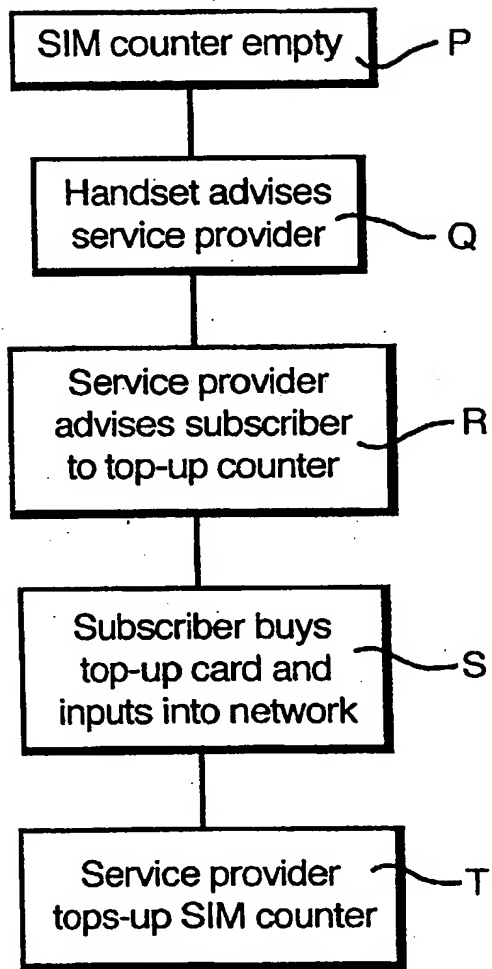 SIM counter empty
P
Handset advises
service provider
Q
Service provider
advises subscriber
to top-up counter
R
Subscriber buys
top-up card and
inputs into network
S
Service provider
tops-up SIM counter
T